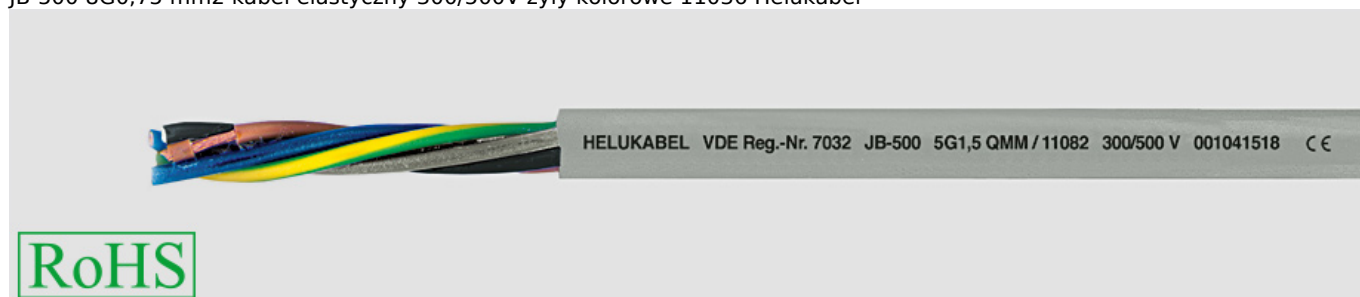 JB-500 8G0,75 mm2 kabel elastyczny 300/500V żyły kolorowe 11056 Helukabel
HELUKABEL VDE Reg.-Nr. 7032 JB-500 5G1,5 QMM / 11082 300/500 V 001041518 CE
RoHS